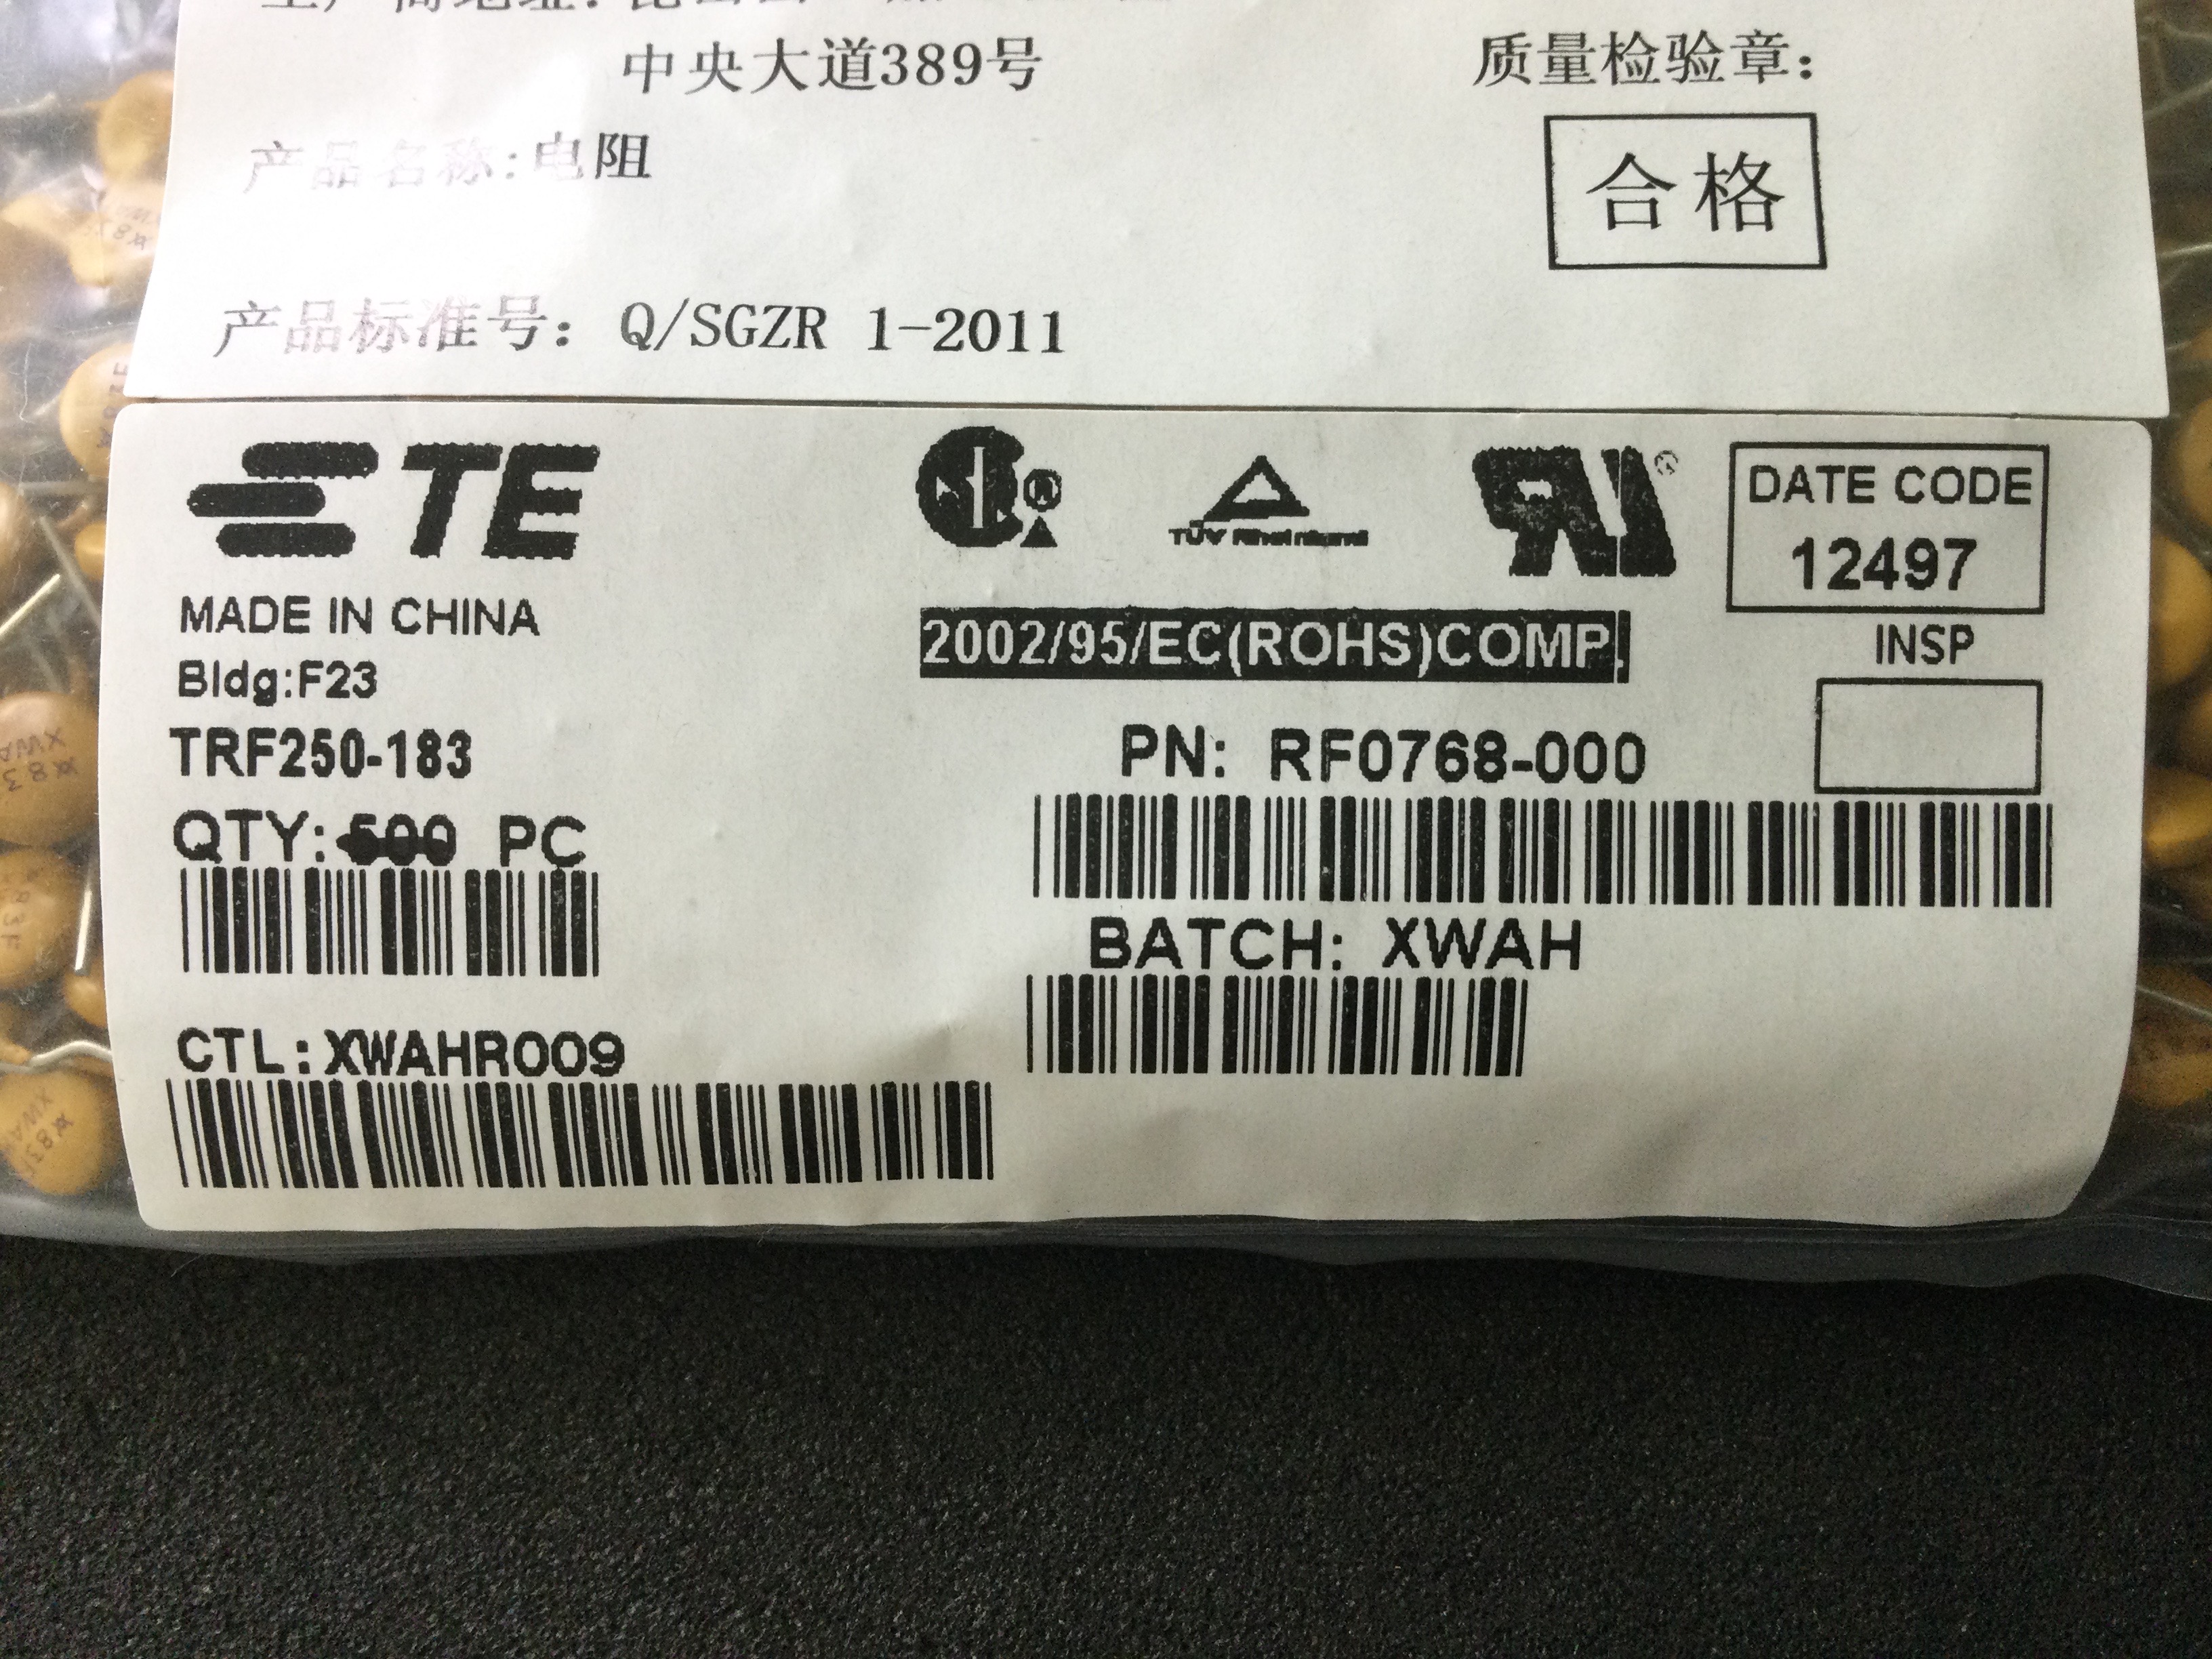 中央大道389号
质量检验章:
合格
产品名称:电阻
产品标准号: Q/SGZR 1-2011
TE
TÜV Rheinland
DATE CODE
12497
MADE IN CHINA
2002/95/EC(ROHS)COMP.
INSP
Bldg:F23
TRF250-183
PN: RF0768-000
QTY: 500 PC
BATCH: XWAH
CTL:XWAHR009